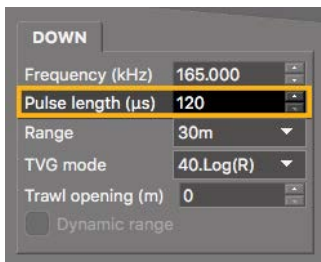 DOWN
Frequency (kHz) 165.000
Pulse length (µs) 120
Range 30m
TVG mode 40.Log(R)
Trawl opening (m) 0
Dynamic range